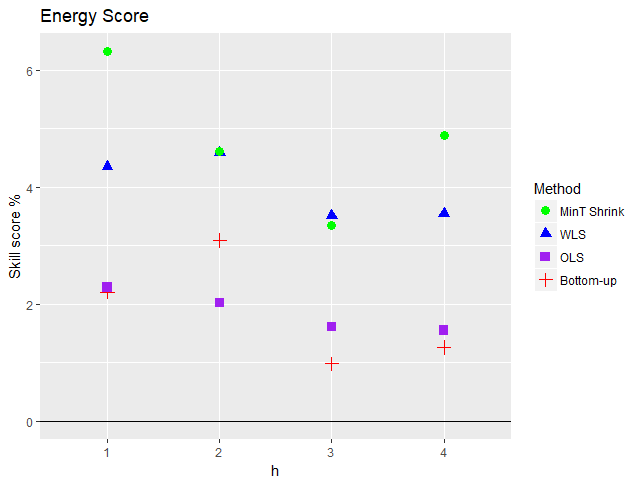 Energy Score
Skill score %
6
4
2
0
1 2 3 4
h
Method
MinT Shrink
WLS
OLS
Bottom-up